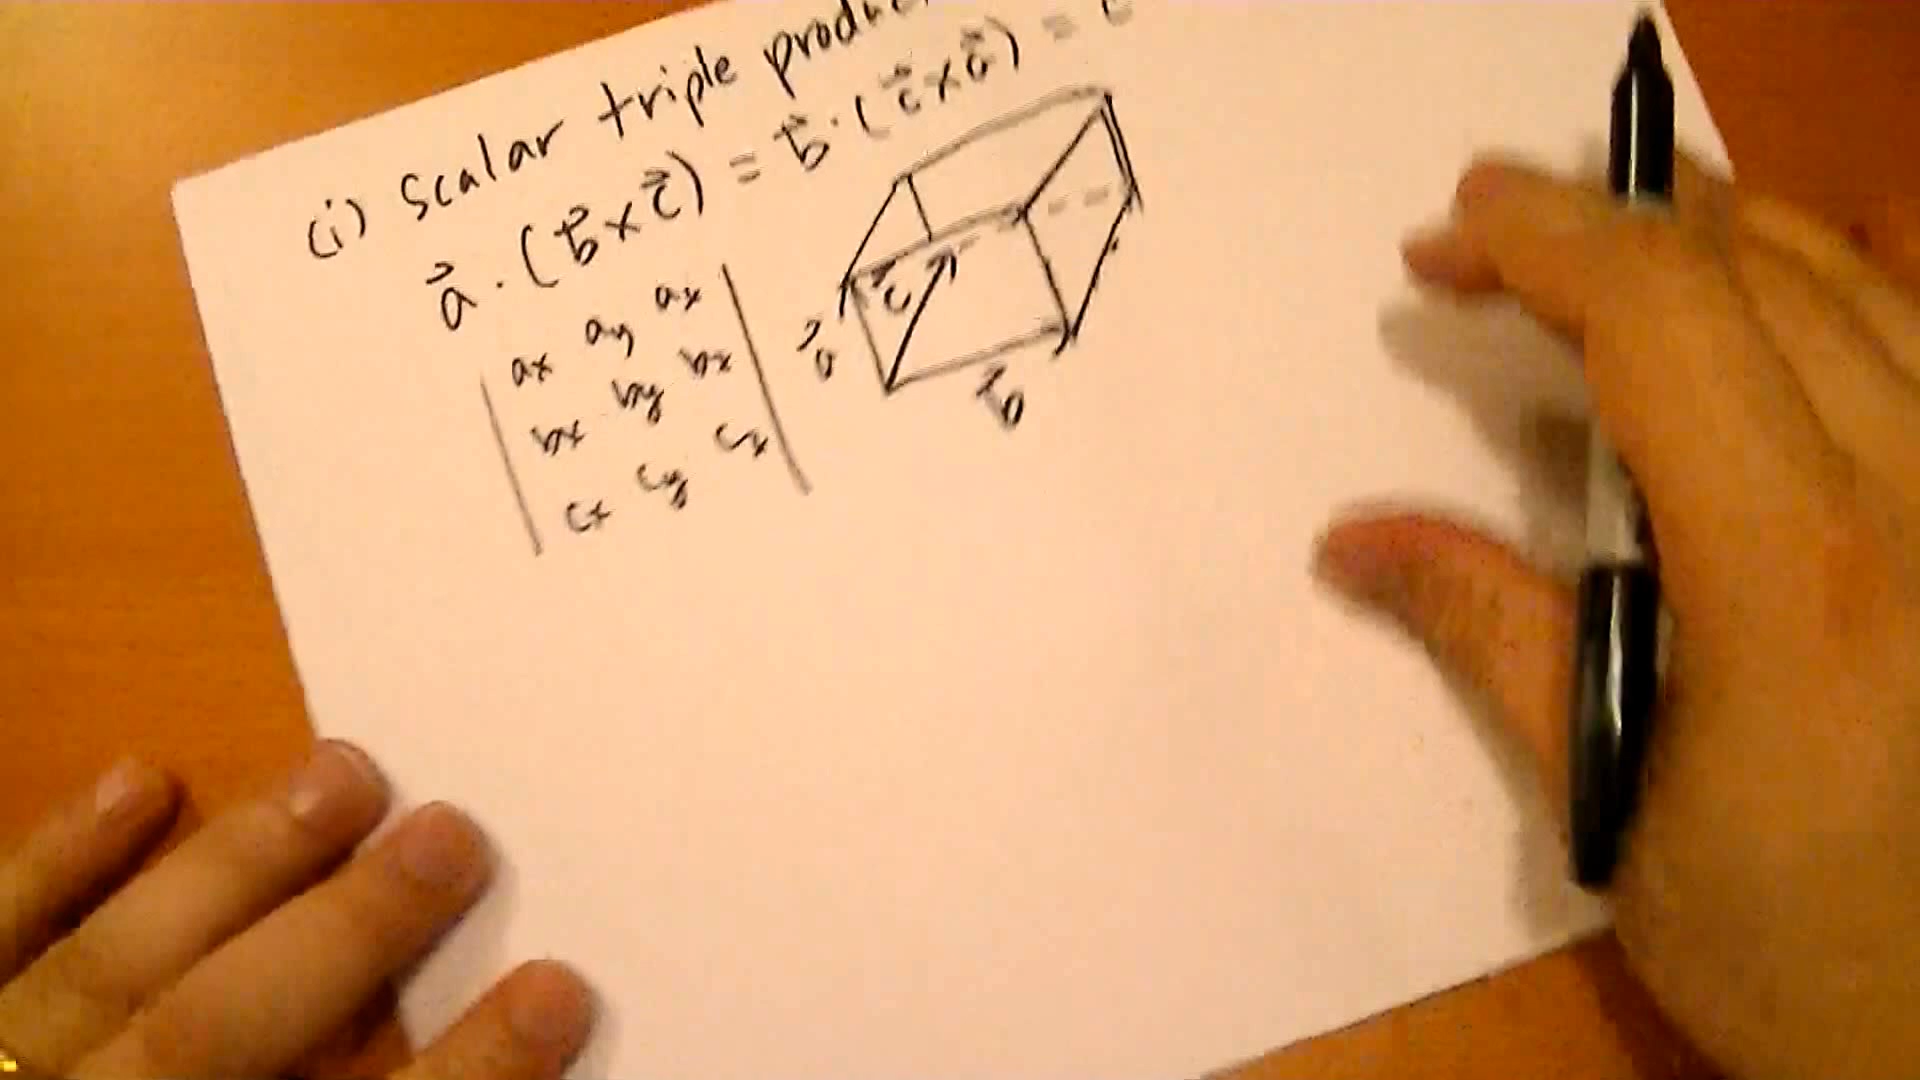 (i) Scalar triple produc
a⃗ · (b⃗ × c⃗) = b⃗ · (c⃗ × a⃗) = c
ax ay az
bx by bz
cx cy cz
a⃗
c⃗
b⃗